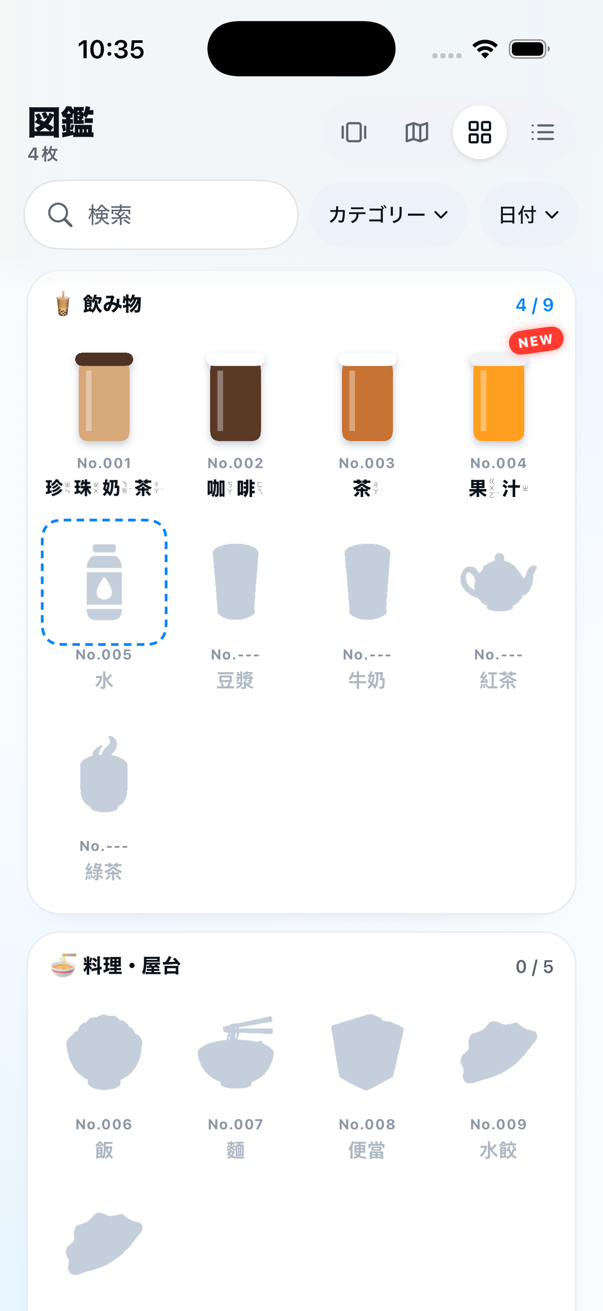 10:35
図鑑
4枚
検索
カテゴリー
日付
飲み物
4 / 9
NEW
No.001
No.002
No.003
No.004
珍珠奶茶
咖啡
茶
果汁
No.005
No.---
No.---
No.---
水
豆漿
牛奶
紅茶
No.---
綠茶
料理・屋台
0 / 5
No.006
No.007
No.008
No.009
飯
麵
便當
水餃